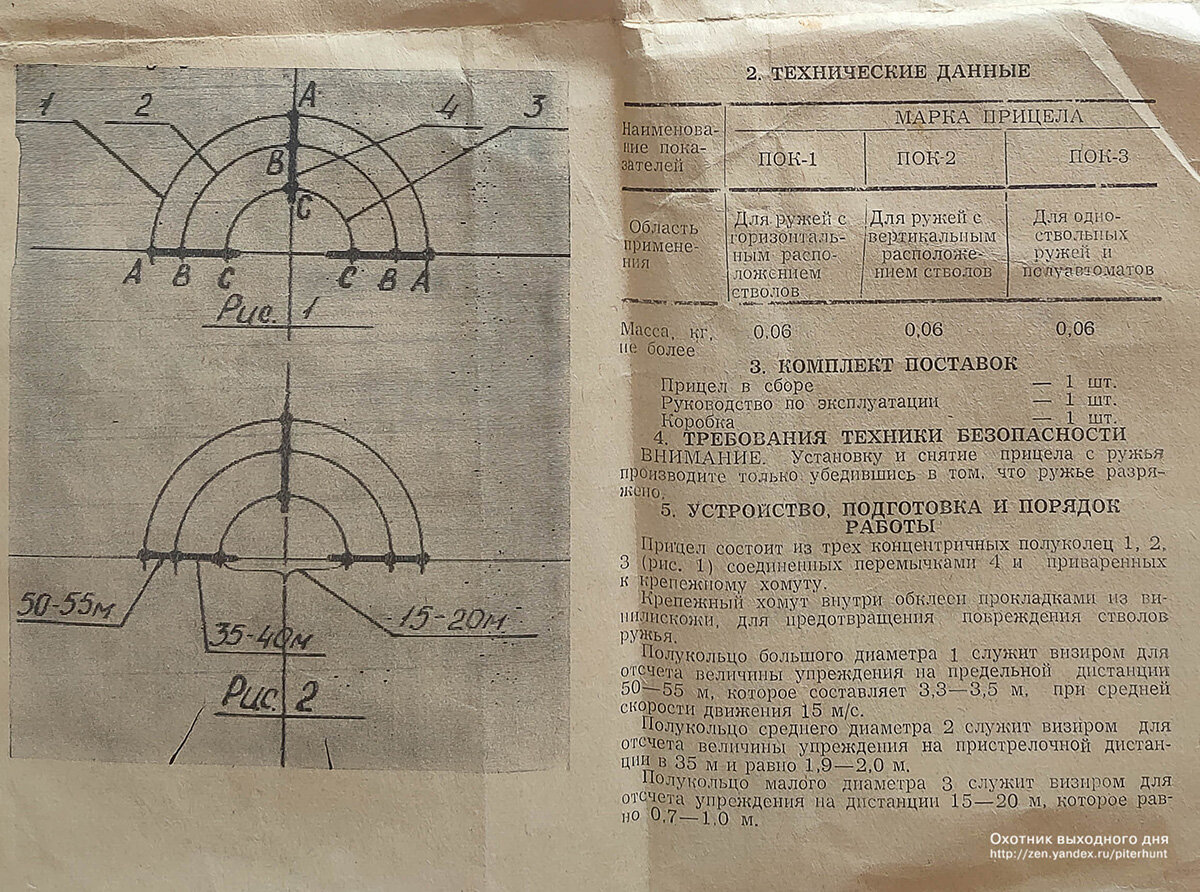 1 2 A 4 3
B
C
A B C C B A
Рис. 1
50-55м
35-40м
15-20м
Рис. 2
2. ТЕХНИЧЕСКИЕ ДАННЫЕ
МАРКА ПРИЦЕЛА
Наименова-
ние пока-
зателей
ПОК-1 ПОК-2 ПОК-3
Область
примене-
ния
Для ружей с
горизонталь-
ным распо-
ложением
стволов
Для ружей с
вертикальным
расположе-
нием стволов
Для одно-
ствольных
ружей и
полуавтоматов
Масса, кг, 0,06 0,06 0,06
не более
3. КОМПЛЕКТ ПОСТАВОК
Прицел в сборе — 1 шт.
Руководство по эксплуатации — 1 шт.
Коробка — 1 шт.
4. ТРЕБОВАНИЯ ТЕХНИКИ БЕЗОПАСНОСТИ
ВНИМАНИЕ. Установку и снятие прицела с ружья
производите только убедившись в том, что ружье разря-
жено.
5. УСТРОЙСТВО, ПОДГОТОВКА И ПОРЯДОК
РАБОТЫ
Прицел состоит из трех концентричных полуколец 1, 2,
3 (рис. 1) соединенных перемычками 4 и приваренных
к крепежному хомуту.
Крепежный хомут внутри обклеен прокладками из ви-
нилискожи, для предотвращения повреждения стволов
ружья.
Полукольцо большого диаметра 1 служит визиром для
отсчета величины упреждения на предельной дистанции
50—55 м, которое составляет 3,3—3,5 м, при средней
скорости движения 15 м/с.
Полукольцо среднего диаметра 2 служит визиром для
отсчета величины упреждения на пристрелочной дистан-
ции в 35 м и равно 1,9—2,0 м.
Полукольцо малого диаметра 3 служит визиром для
отсчета упреждения на дистанции 15—20 м, которое рав-
но 0,7—1,0 м.
Охотник выходного дня
http://zen.yandex.ru/piterhunt